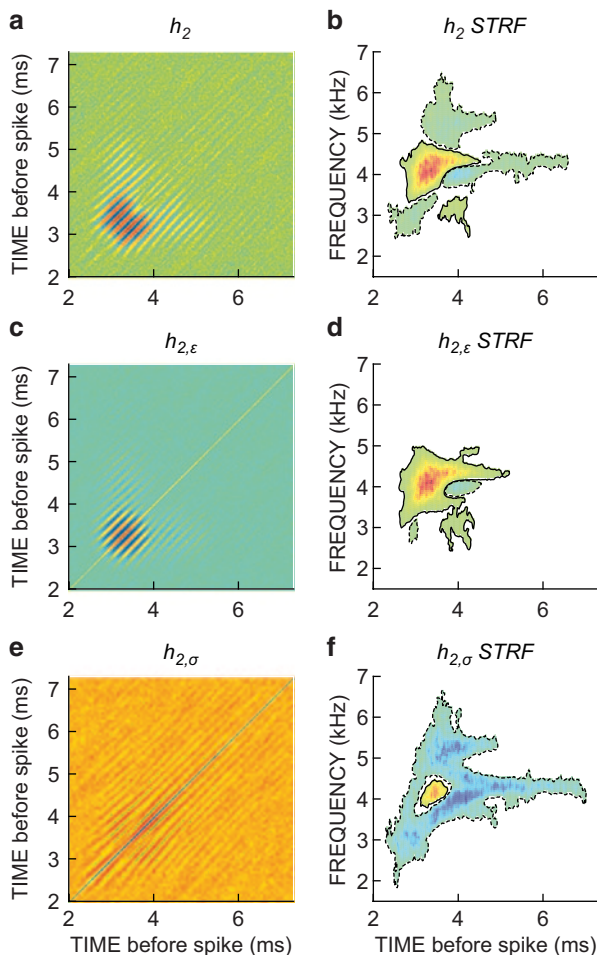 a
h2
TIME before spike (ms)
7
6
5
4
3
2
2 4 6
b
h2 STRF
FREQUENCY (kHz)
7
6
5
4
3
2
2 4 6
c
h2,ε
TIME before spike (ms)
7
6
5
4
3
2
2 4 6
d
h2,ε STRF
FREQUENCY (kHz)
7
6
5
4
3
2
2 4 6
e
h2,σ
TIME before spike (ms)
7
6
5
4
3
2
2 4 6
TIME before spike (ms)
f
h2,σ STRF
FREQUENCY (kHz)
7
6
5
4
3
2
2 4 6
TIME before spike (ms)